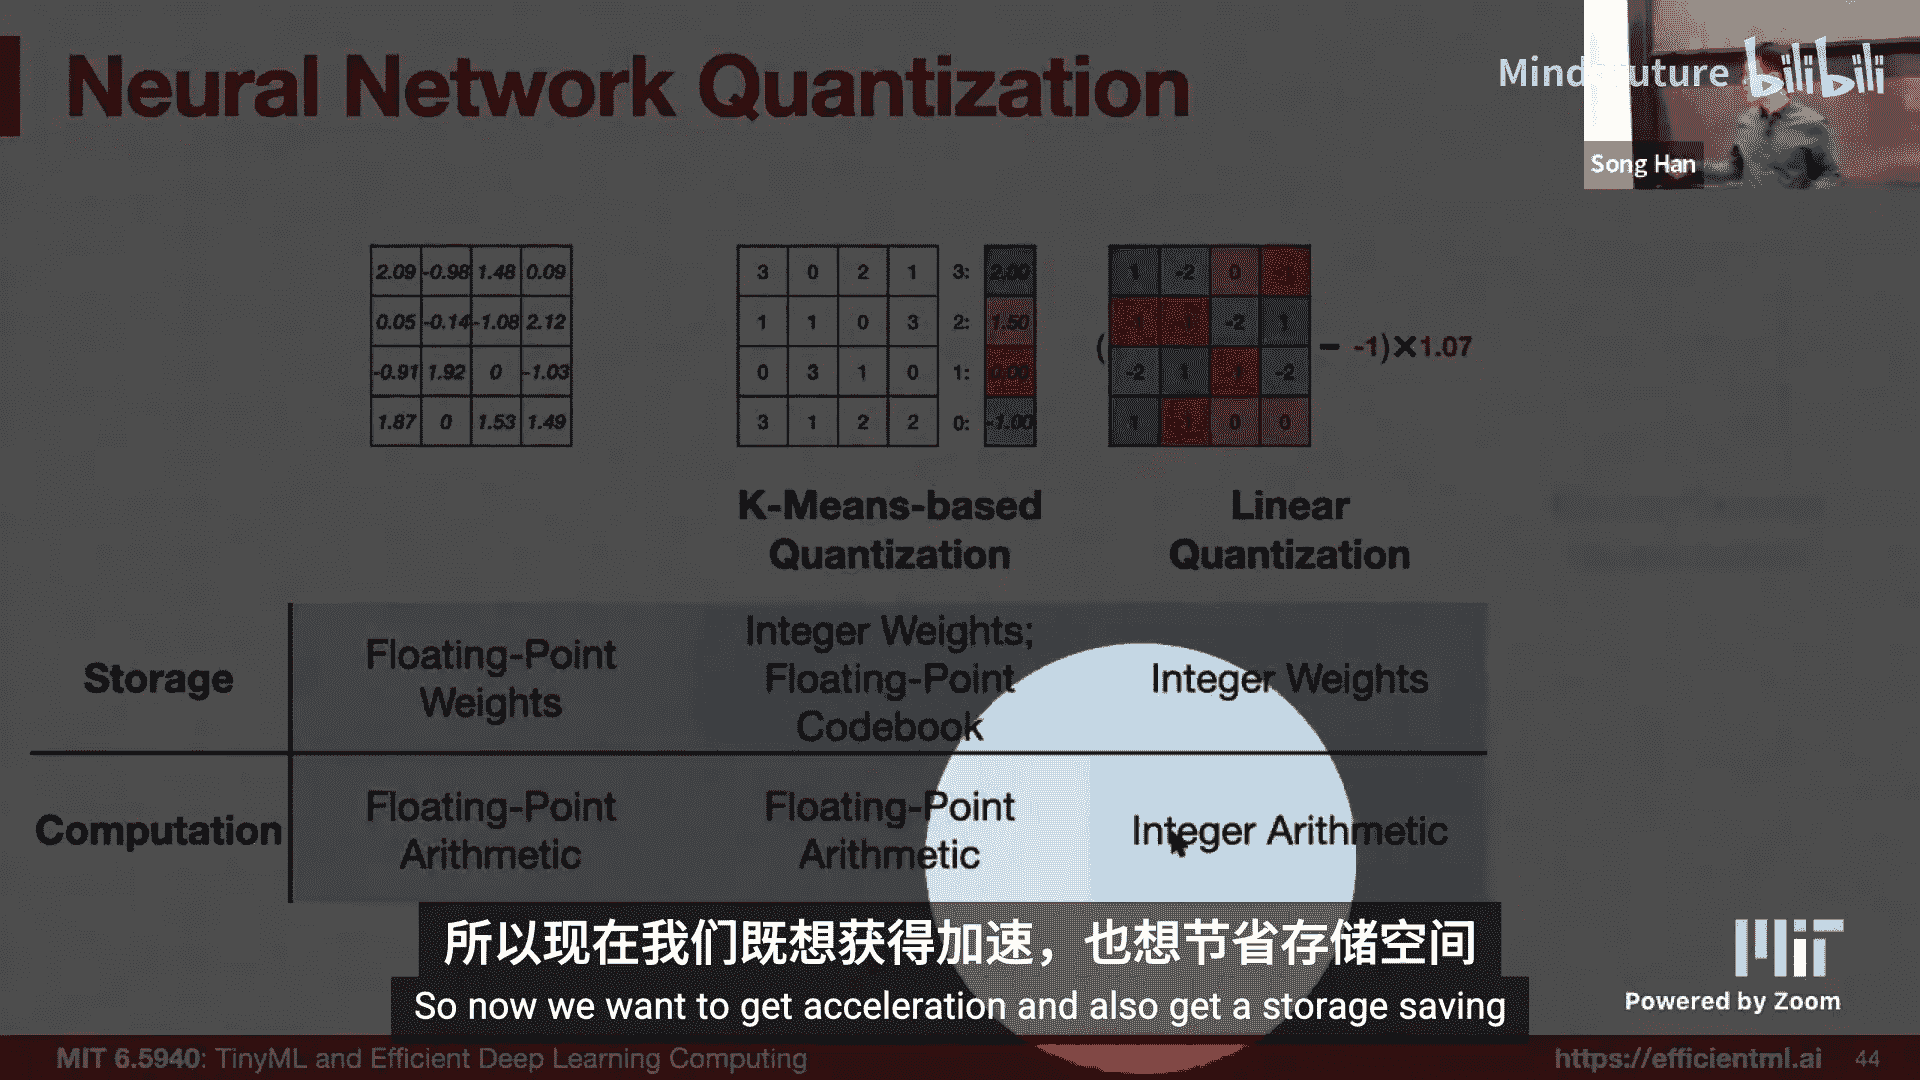 Neural Network Quantization
Mind
uture
bilibili
Song Han
2.09 -0.98 1.48 0.09
0.05 -0.14 -1.08 2.12
-0.91 1.92 0 -1.03
1.87 0 1.53 1.49
3 0 2 1 3: 2.00
1 1 0 3 2: 1.50
0 3 1 0 1: 0.00
3 1 2 2 0: -1.00
1 -2 0 -1
( -1 -1 -2 1 − -1)×1.07
-2 1 -1 -2
1 -1 0 0
K-Means-based
Quantization
Linear
Quantization
Storage
Floating-Point
Weights
Integer Weights;
Floating-Point
Codebook
Integer Weights
Computation
Floating-Point
Arithmetic
Floating-Point
Arithmetic
Integer Arithmetic
所以现在我们既想获得加速，也想节省存储空间
So now we want to get acceleration and also get a storage saving
MIT
Powered by Zoom
MIT 6.5940: TinyML and Efficient Deep Learning Computing
https://efficientml.ai
44